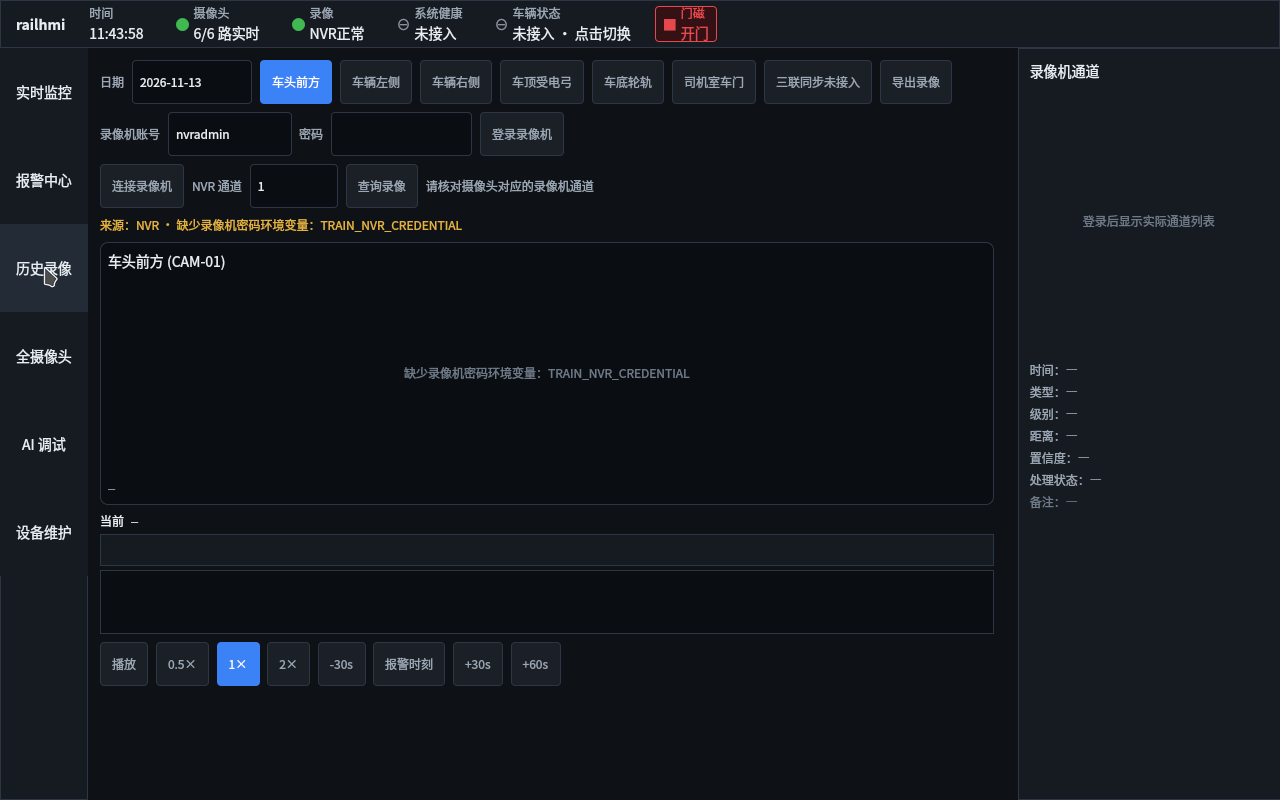 railhmi
时间
11:43:58
摄像头
6/6 路实时
录像
NVR正常
系统健康
未接入
车辆状态
未接入 · 点击切换
门磁
开门
实时监控
报警中心
历史录像
全摄像头
AI 调试
设备维护
日期 2026-11-13 车头前方 车辆左侧 车辆右侧 车顶受电弓 车底轮轨 司机室车门 三联同步未接入 导出录像
录像机账号 nvradmin 密码 登录录像机
连接录像机 NVR 通道 1 查询录像 请核对摄像头对应的录像机通道
来源：NVR · 缺少录像机密码环境变量：TRAIN_NVR_CREDENTIAL
车头前方 (CAM-01)
缺少录像机密码环境变量：TRAIN_NVR_CREDENTIAL
—
当前 —
播放 0.5× 1× 2× -30s 报警时刻 +30s +60s
录像机通道
登录后显示实际通道列表
时间：—
类型：—
级别：—
距离：—
置信度：—
处理状态：—
备注：—